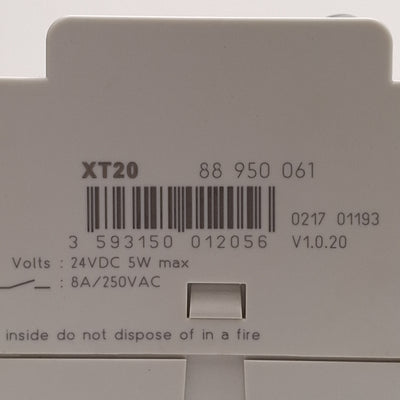 XT20 88 950 061
0217 01193
3 593150 012056 V1.0.20
Volts : 24VDC 5W max
: 8A/250VAC
inside do not dispose of in a fire